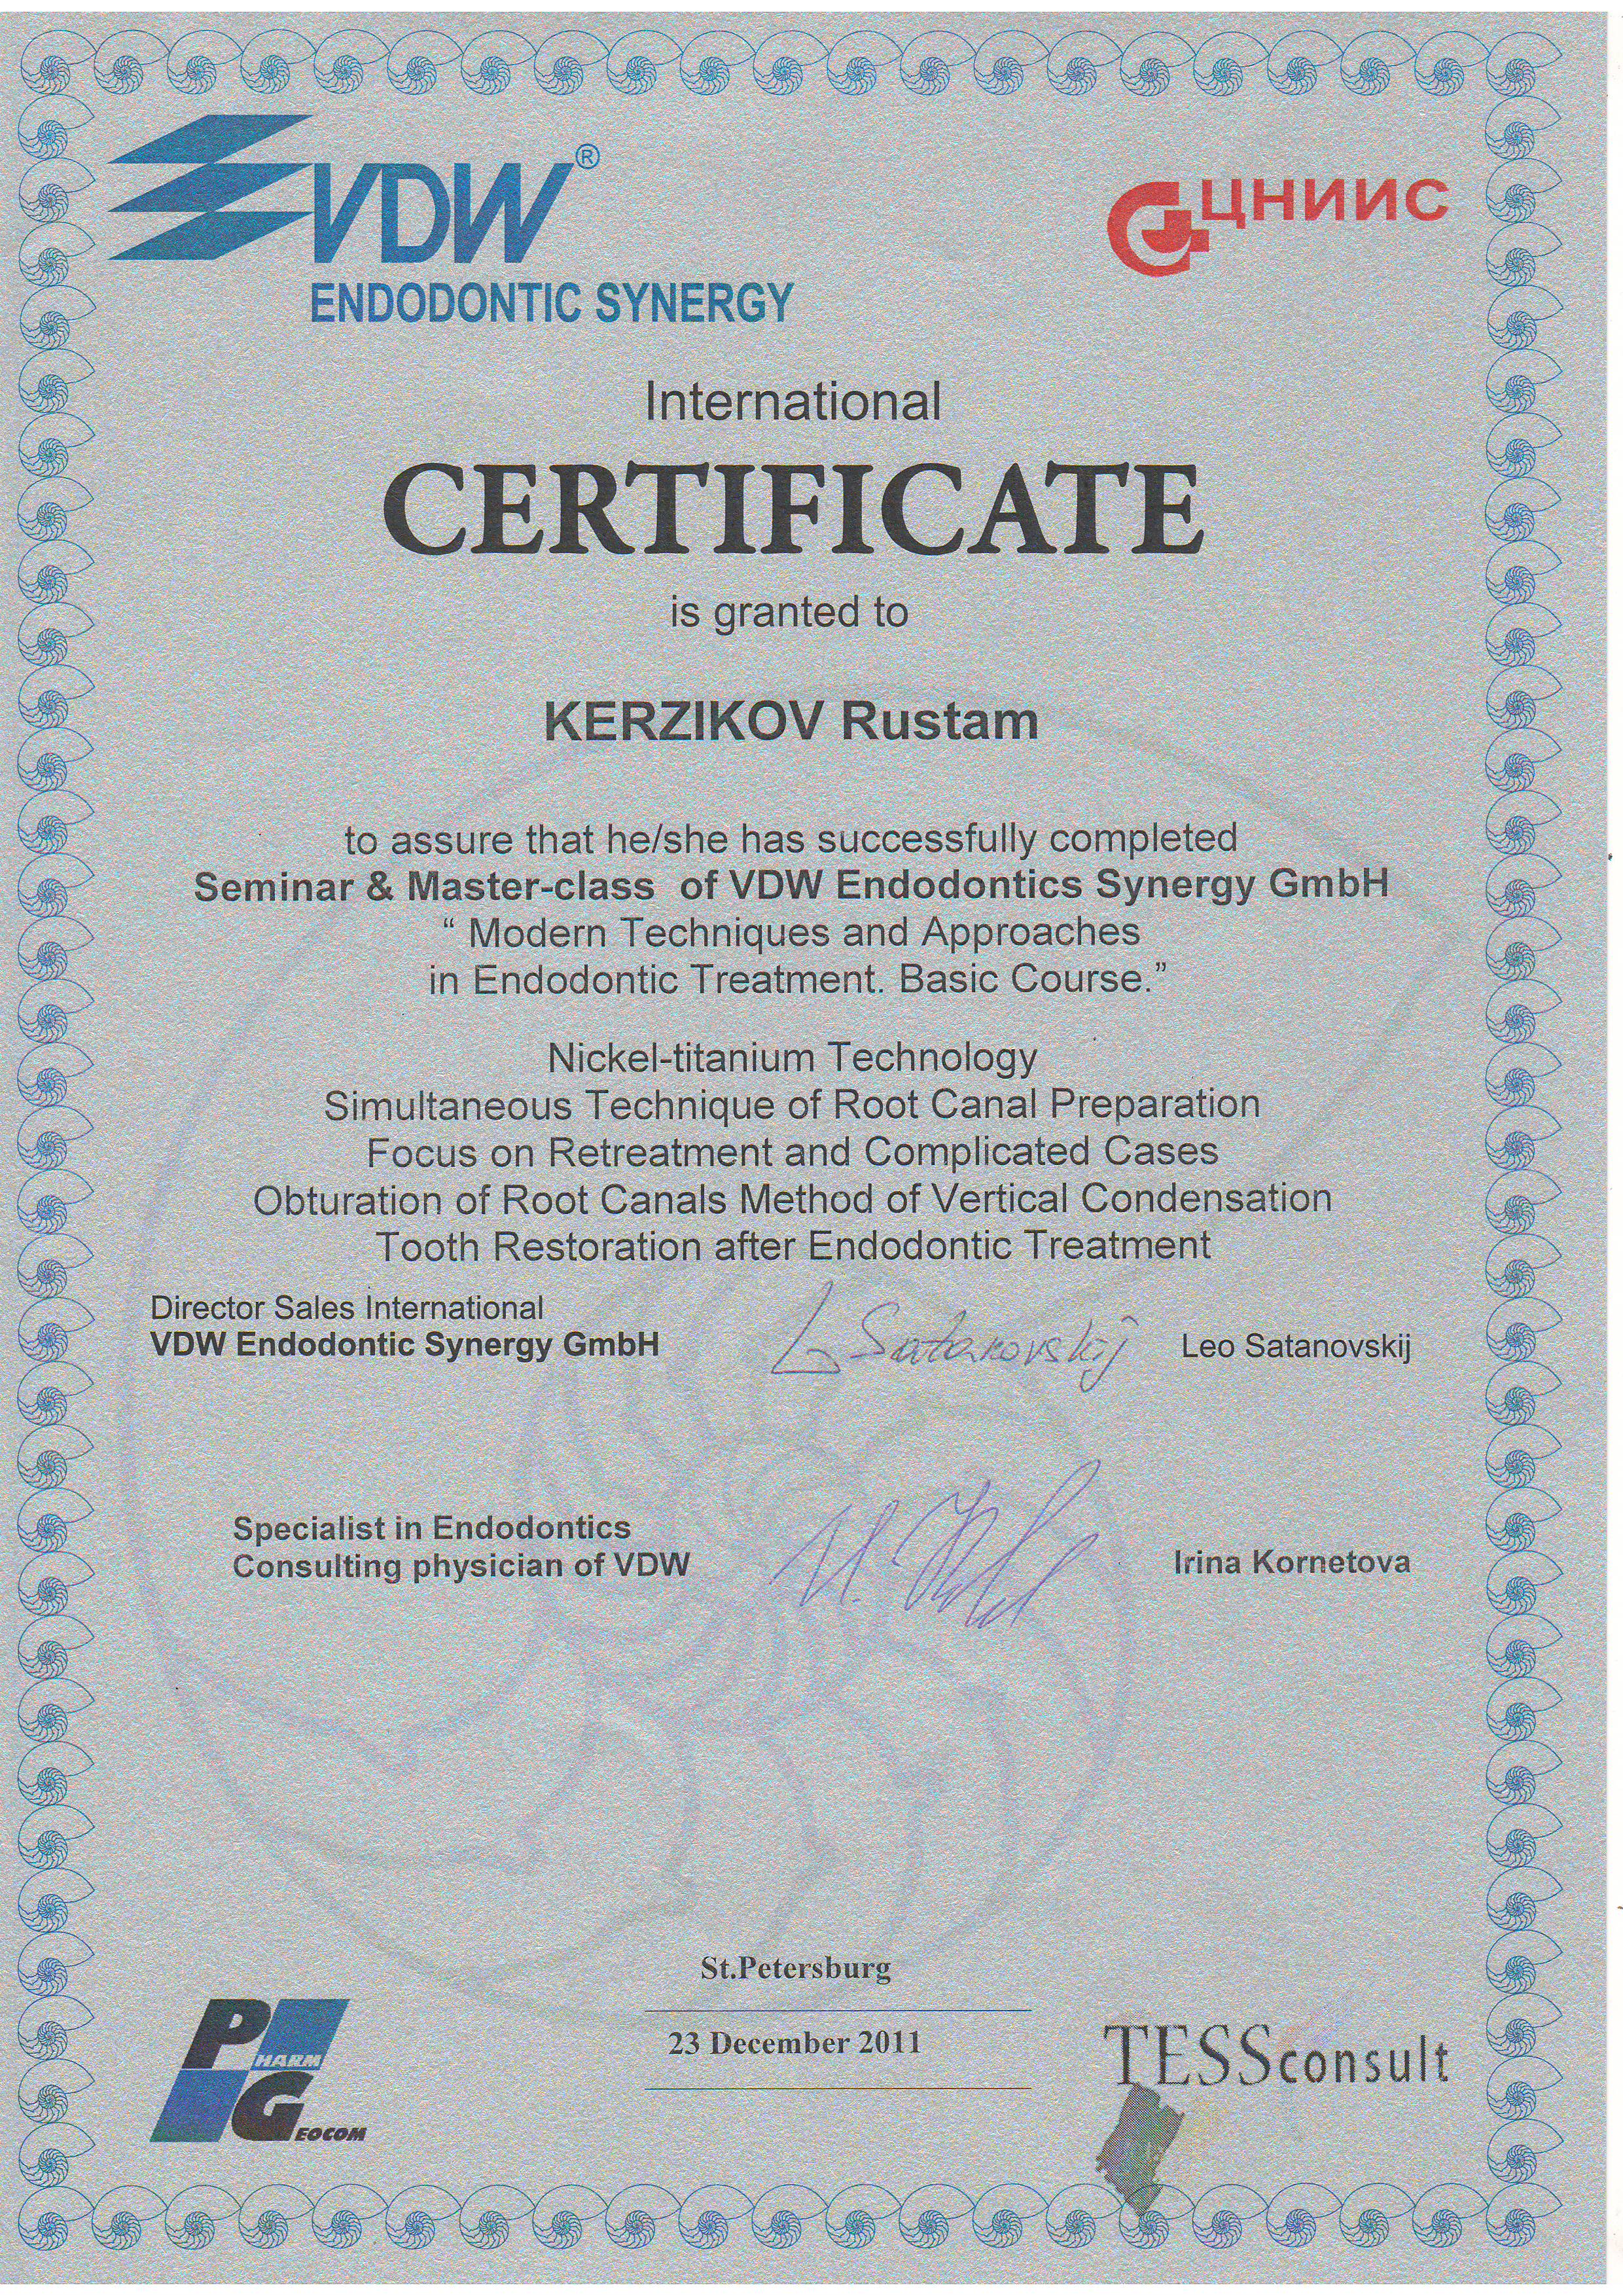 VDW®
ENDODONTIC SYNERGY
ЦНИИС
International
CERTIFICATE
is granted to
KERZIKOV Rustam
to assure that he/she has successfully completed
Seminar & Master-class of VDW Endodontics Synergy GmbH
“ Modern Techniques and Approaches
in Endodontic Treatment. Basic Course.”
Nickel-titanium Technology
Simultaneous Technique of Root Canal Preparation
Focus on Retreatment and Complicated Cases
Obturation of Root Canals Method of Vertical Condensation
Tooth Restoration after Endodontic Treatment
Director Sales International
VDW Endodontic Synergy GmbH
L Satanovskij
Leo Satanovskij
Specialist in Endodontics
Consulting physician of VDW
Irina Kornetova
St.Petersburg
23 December 2011
PHARM
GEOCOM
TESSconsult